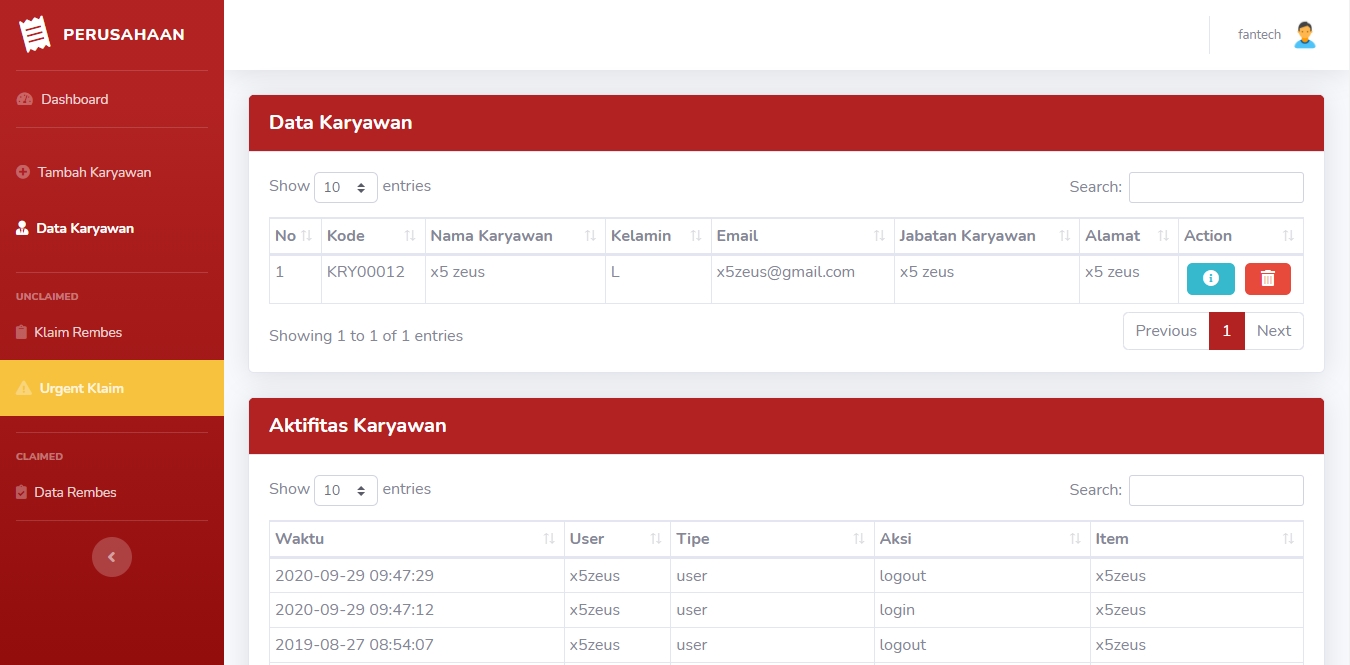 PERUSAHAAN
fantech
Dashboard
Tambah Karyawan
Data Karyawan
UNCLAIMED
Klaim Rembes
Urgent Klaim
CLAIMED
Data Rembes
Data Karyawan
Show 10 entries Search:
No Kode Nama Karyawan Kelamin Email Jabatan Karyawan Alamat Action
1 KRY00012 x5 zeus L x5zeus@gmail.com x5 zeus x5 zeus
Showing 1 to 1 of 1 entries Previous 1 Next
Aktifitas Karyawan
Show 10 entries Search:
Waktu User Tipe Aksi Item
2020-09-29 09:47:29 x5zeus user logout x5zeus
2020-09-29 09:47:12 x5zeus user login x5zeus
2019-08-27 08:54:07 x5zeus user logout x5zeus